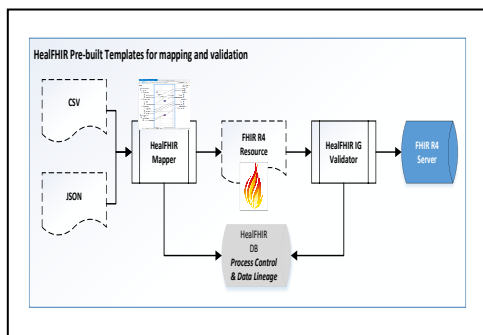 HealFHIR Pre-built Templates for mapping and validation
CSV
JSON
HealFHIR
Mapper
FHIR R4
Resource
HealFHIR IG
Validator
FHIR R4
Server
HealFHIR
DB
Process Control
& Data Lineage